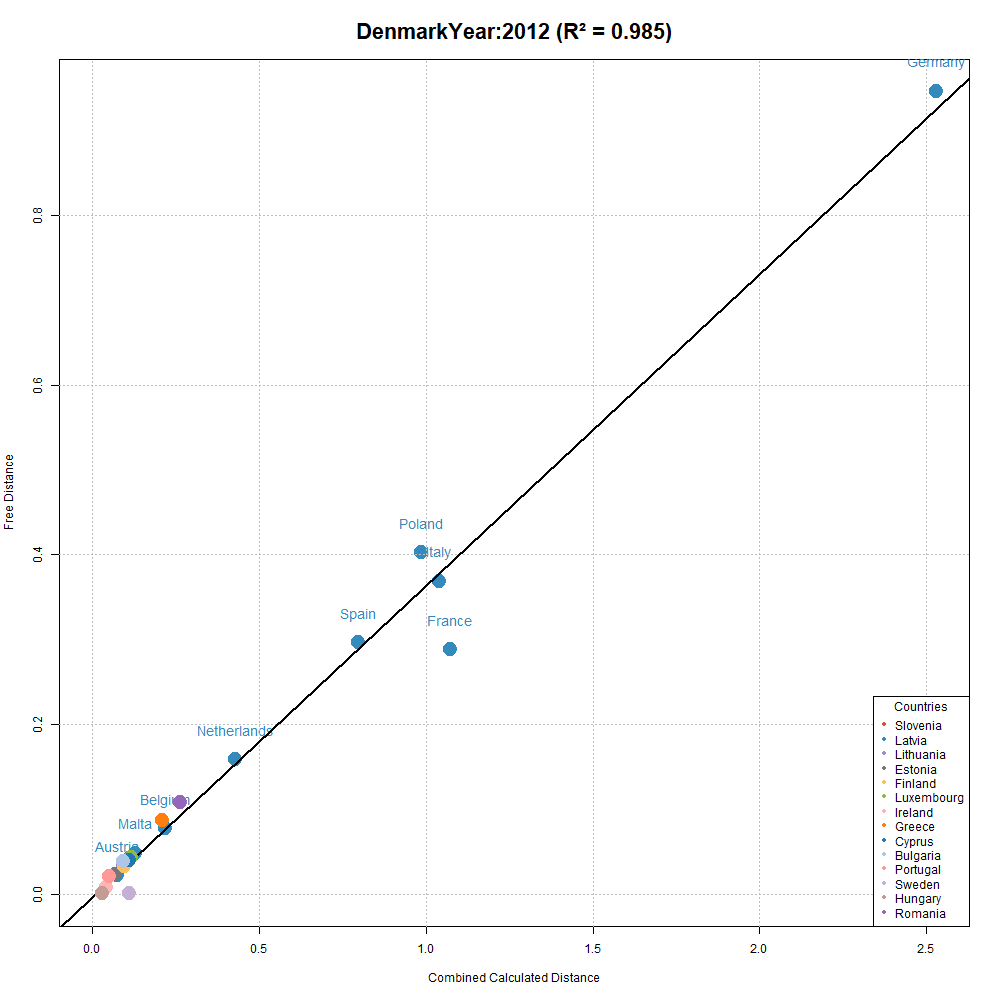 DenmarkYear:2012 (R² = 0.985)
Germany
Poland
Italy
France
Spain
Netherlands
Malta
Austria
Free Distance
0.0
0.2
0.4
0.6
0.8
0.0
0.5
1.0
1.5
2.0
2.5
Combined Calculated Distance
Countries
Slovenia
Latvia
Lithuania
Estonia
Finland
Luxembourg
Ireland
Greece
Cyprus
Bulgaria
Portugal
Sweden
Hungary
Romania